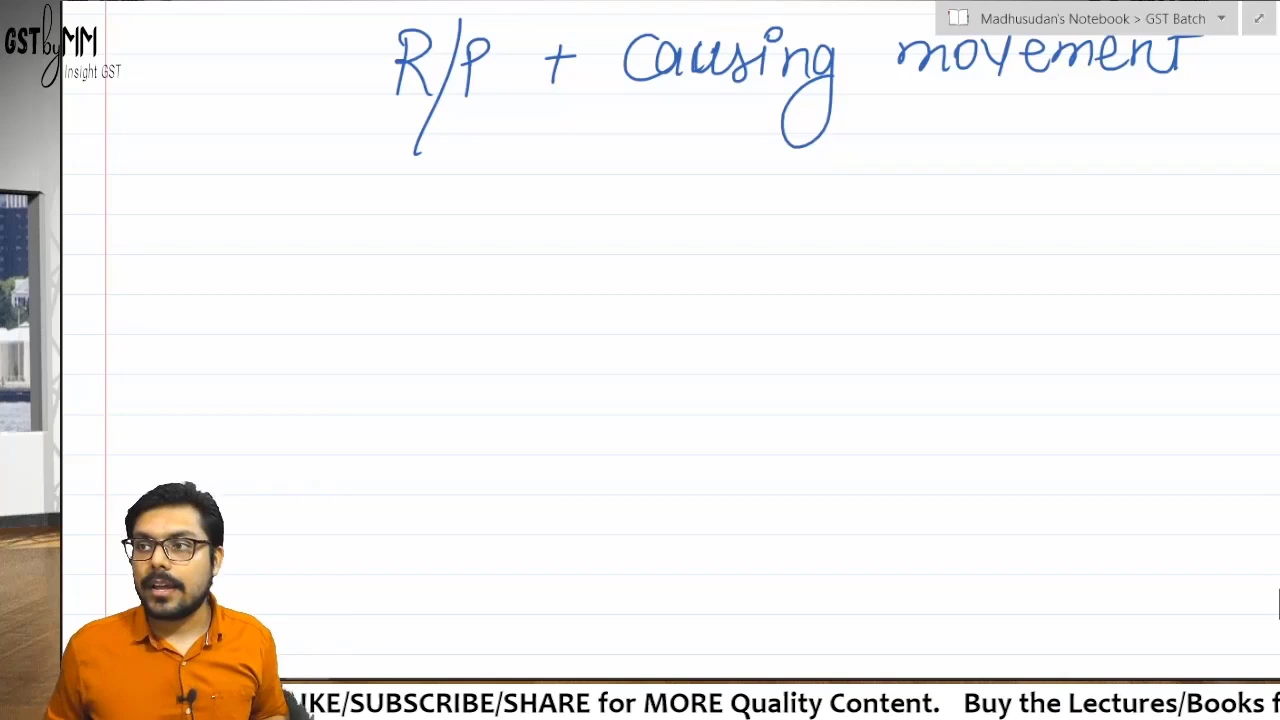 GST by MM
Insight GST
Madhusudan's Notebook > GST Batch
R/P + Causing movement
IKE/SUBSCRIBE/SHARE for MORE Quality Content. Buy the Lectures/Books f